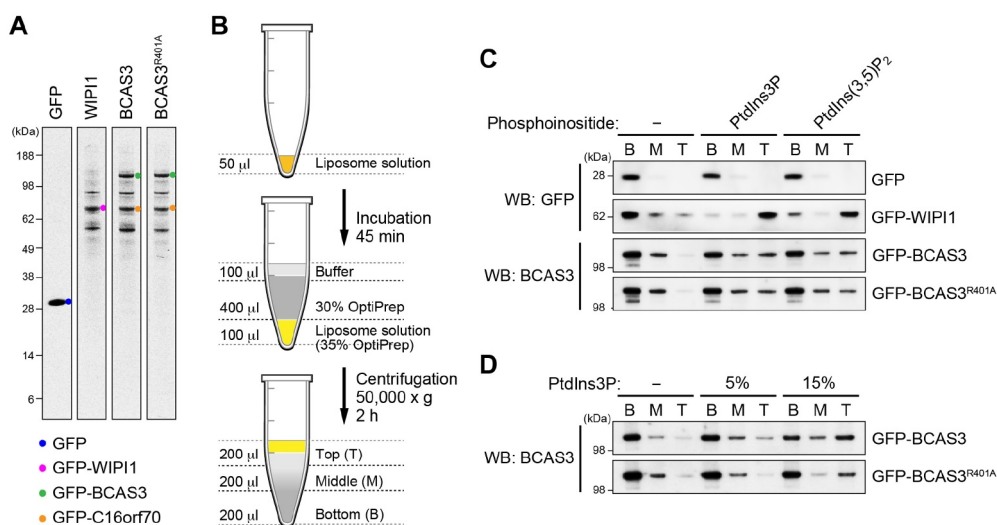 A
GFP
WIPI1
BCAS3
BCAS3R401A
(kDa)
188
98
62
49
38
28
14
6
GFP
GFP-WIPI1
GFP-BCAS3
GFP-C16orf70
B
50 µl Liposome solution
Incubation
45 min
100 µl Buffer
400 µl 30% OptiPrep
100 µl Liposome solution
(35% OptiPrep)
Centrifugation
50,000 x g
2 h
200 µl Top (T)
200 µl Middle (M)
200 µl Bottom (B)
C
Phosphoinositide: – PtdIns3P PtdIns(3,5)P2
(kDa) B M T B M T B M T
WB: GFP
28 GFP
62 GFP-WIPI1
WB: BCAS3
98 GFP-BCAS3
98 GFP-BCAS3R401A
D
PtdIns3P: – 5% 15%
(kDa) B M T B M T B M T
WB: BCAS3
98 GFP-BCAS3
98 GFP-BCAS3R401A